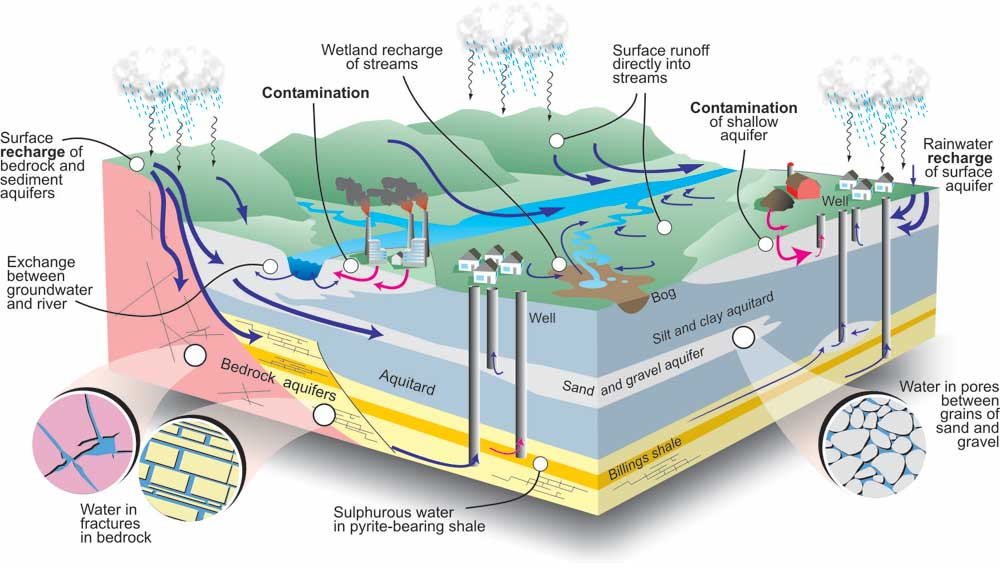 Wetland recharge
of streams
Surface runoff
directly into
streams
Contamination
Contamination
of shallow
aquifer
Surface
recharge of
bedrock and
sediment
aquifers
Rainwater
recharge
of surface
aquifer
Well
Exchange
between
groundwater
and river
Bog
Well
Silt and clay aquitard
Sand and gravel aquifer
Bedrock aquifers
Aquitard
Water in pores
between
grains of
sand and
gravel
Billings shale
Water in
fractures
in bedrock
Sulphurous water
in pyrite-bearing shale